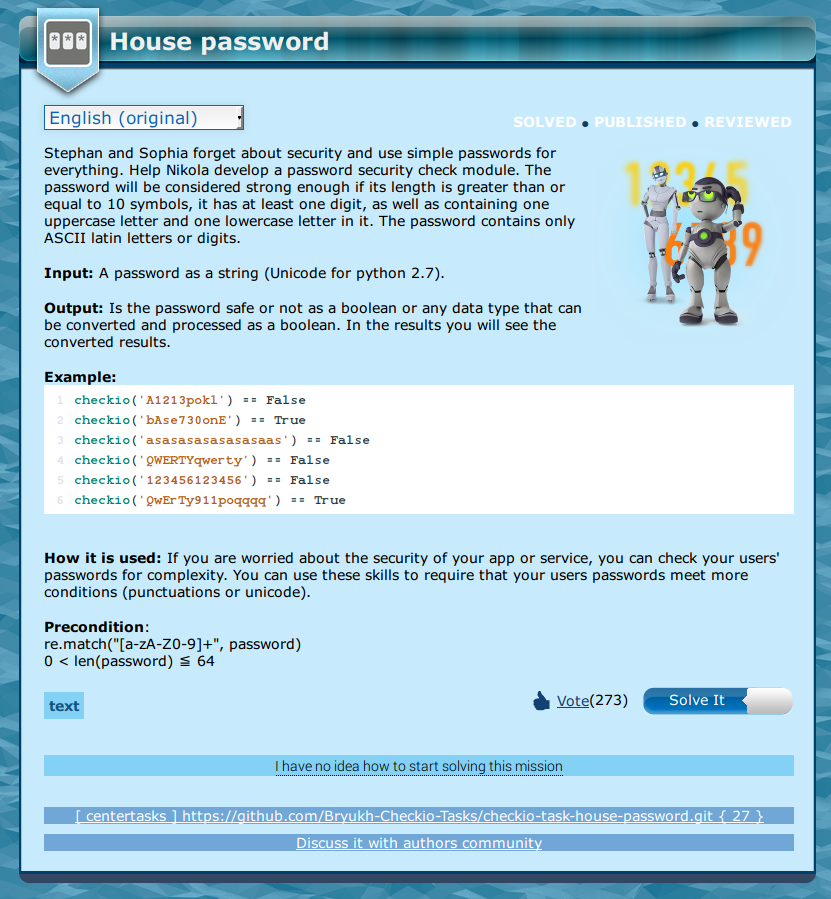 House password
English (original)
SOLVED ● PUBLISHED ● REVIEWED
Stephan and Sophia forget about security and use simple passwords for
everything. Help Nikola develop a password security check module. The
password will be considered strong enough if its length is greater than or
equal to 10 symbols, it has at least one digit, as well as containing one
uppercase letter and one lowercase letter in it. The password contains only
ASCII latin letters or digits.
Input: A password as a string (Unicode for python 2.7).
Output: Is the password safe or not as a boolean or any data type that can
be converted and processed as a boolean. In the results you will see the
converted results.
Example:
1 checkio('A1213pokl') == False
2 checkio('bAse730onE') == True
3 checkio('asasasasasasasaas') == False
4 checkio('QWERTYqwerty') == False
5 checkio('123456123456') == False
6 checkio('QwErTy911poqqqq') == True
How it is used: If you are worried about the security of your app or service, you can check your users'
passwords for complexity. You can use these skills to require that your users passwords meet more
conditions (punctuations or unicode).
Precondition:
re.match("[a-zA-Z0-9]+", password)
0 < len(password) ≦ 64
text
Vote(273)
Solve It
I have no idea how to start solving this mission
[ centertasks ] https://github.com/Bryukh-Checkio-Tasks/checkio-task-house-password.git { 27 }
Discuss it with authors community